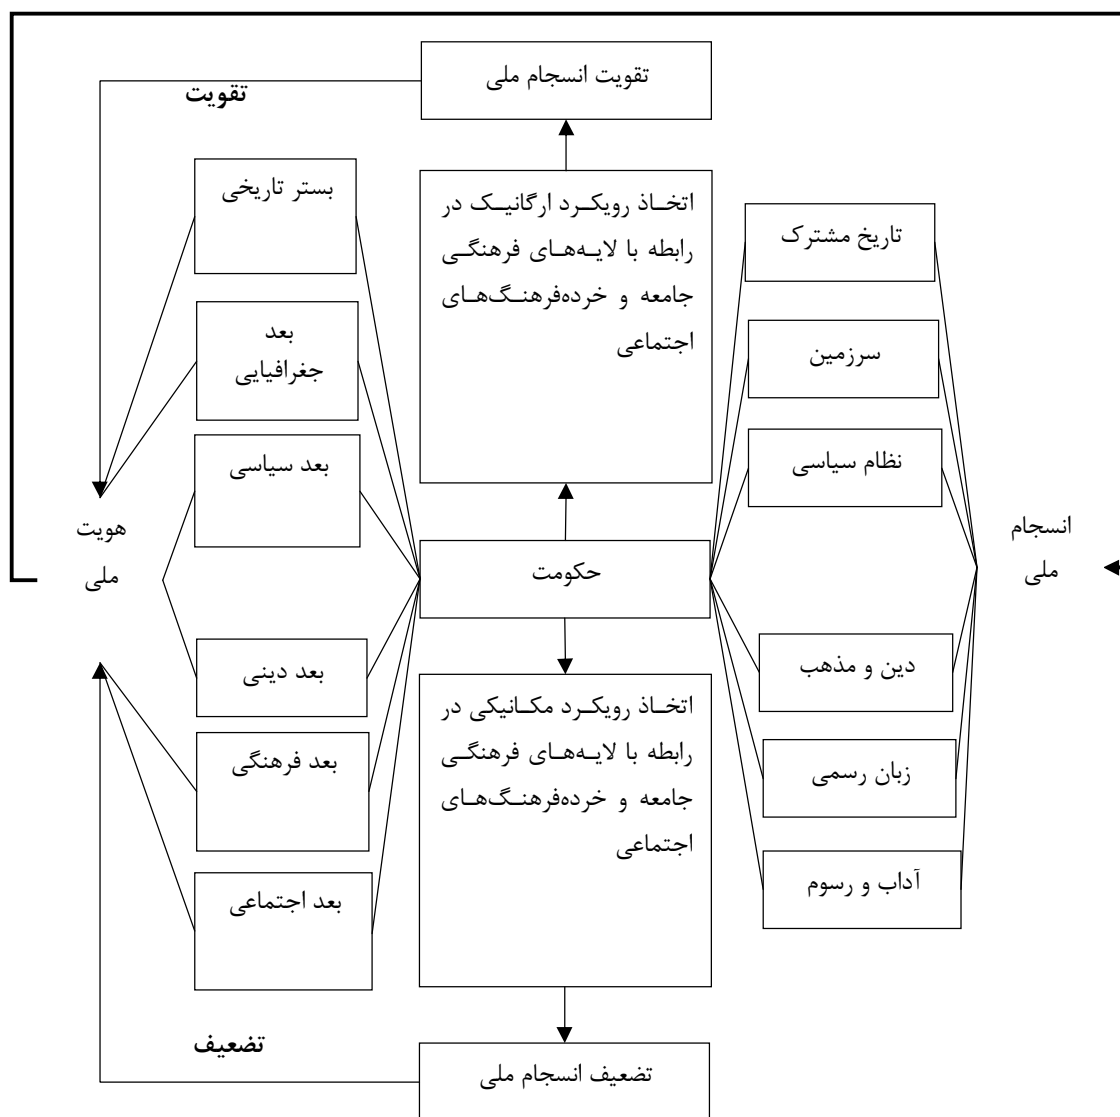 تقویت انسجام ملی
تقویت
بستر تاریخی
اتخاذ رویکرد ارگانیک در
رابطه با لایه‌های فرهنگی
جامعه و خرده‌فرهنگ‌های
اجتماعی
تاریخ مشترک
بعد
جغرافیایی
سرزمین
بعد سیاسی
نظام سیاسی
هویت
ملی
حکومت
انسجام
ملی
بعد دینی
اتخاذ رویکرد مکانیکی در
رابطه با لایه‌های فرهنگی
جامعه و خرده‌فرهنگ‌های
اجتماعی
دین و مذهب
بعد فرهنگی
زبان رسمی
بعد اجتماعی
آداب و رسوم
تضعیف
تضعیف انسجام ملی